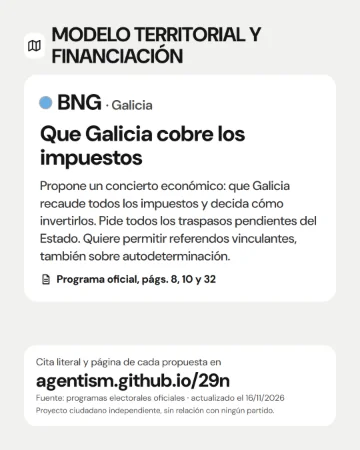 MODELO TERRITORIAL Y
FINANCIACIÓN
BNG · Galicia
Que Galicia cobre los
impuestos
Propone un concierto económico: que Galicia
recaude todos los impuestos y decida cómo
invertirlos. Pide todos los traspasos pendientes del
Estado. Quiere permitir referendos vinculantes,
también sobre autodeterminación.
Programa oficial, págs. 8, 10 y 32
Cita literal y página de cada propuesta en
agentism.github.io/29n
Fuente: programas electorales oficiales · actualizado el 16/11/2026
Proyecto ciudadano independiente, sin relación con ningún partido.